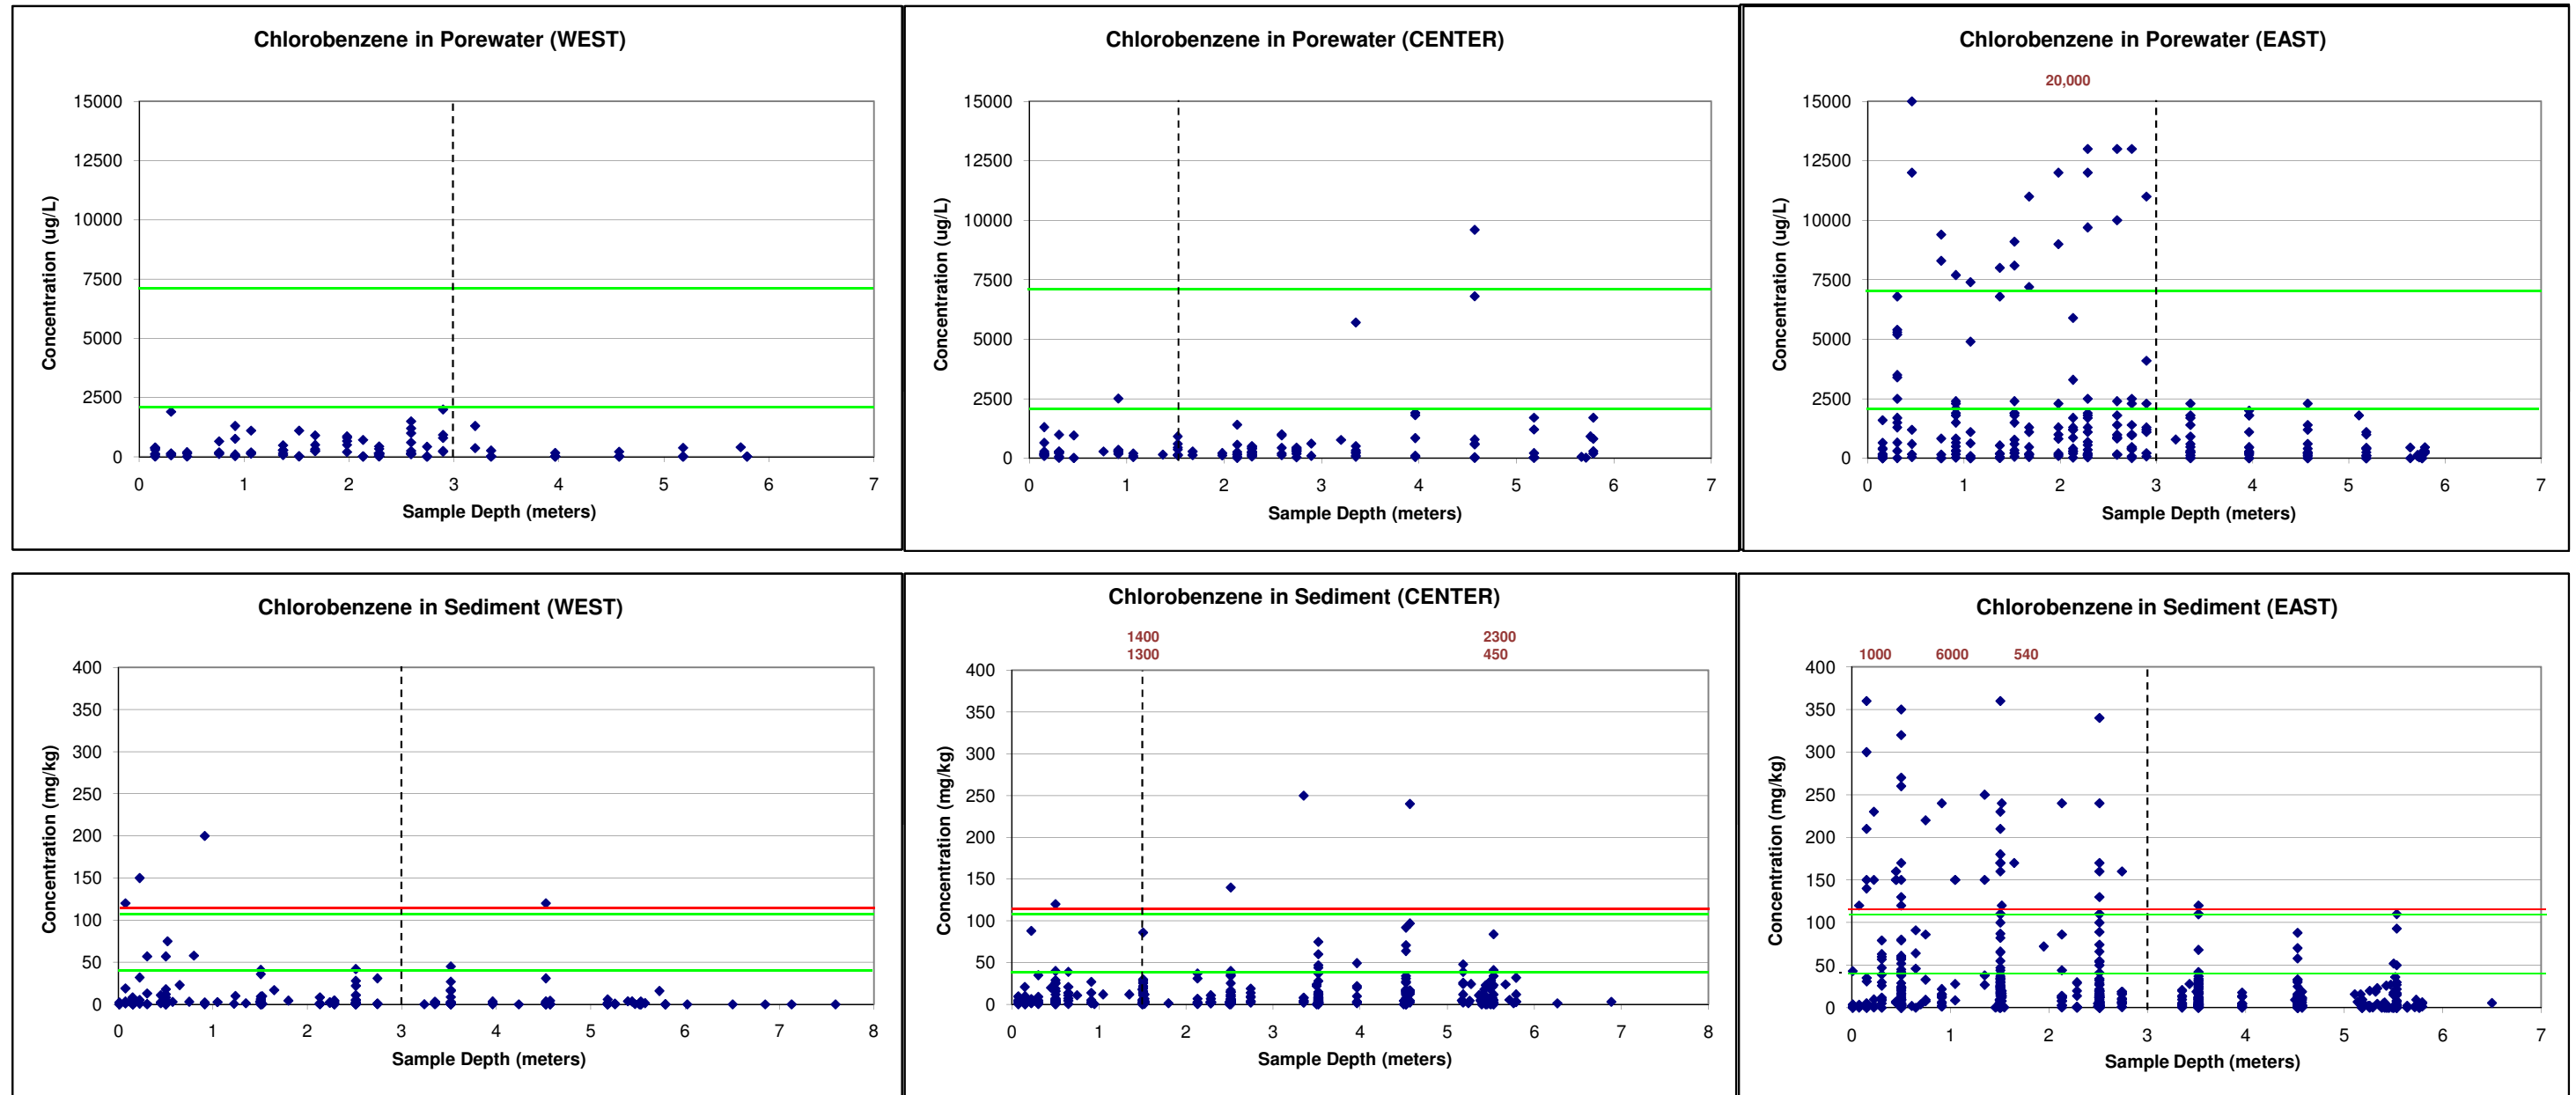 Chlorobenzene in Porewater (WEST)
15000
12500
10000
7500
5000
2500
0
Concentration (ug/L)
0 1 2 3 4 5 6 7
Sample Depth (meters)
Chlorobenzene in Porewater (CENTER)
15000
12500
10000
7500
5000
2500
0
Concentration (ug/L)
0 1 2 3 4 5 6 7
Sample Depth (meters)
Chlorobenzene in Porewater (EAST)
20,000
15000
12500
10000
7500
5000
2500
0
Concentration (ug/L)
0 1 2 3 4 5 6 7
Sample Depth (meters)
Chlorobenzene in Sediment (WEST)
400
350
300
250
200
150
100
50
0
Concentration (mg/kg)
0 1 2 3 4 5 6 7 8
Sample Depth (meters)
Chlorobenzene in Sediment (CENTER)
1400 2300
1300 450
400
350
300
250
200
150
100
50
0
Concentration (mg/kg)
0 1 2 3 4 5 6 7 8
Sample Depth (meters)
Chlorobenzene in Sediment (EAST)
1000 6000 540
400
350
300
250
200
150
100
50
0
Concentration (mg/kg)
0 1 2 3 4 5 6 7
Sample Depth (meters)